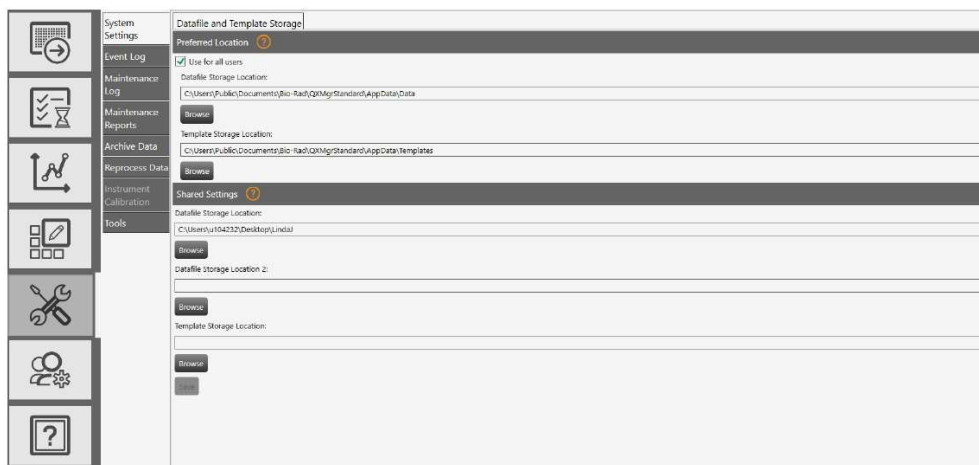 System Settings
Event Log
Maintenance Log
Maintenance Reports
Archive Data
Reprocess Data
Instrument Calibration
Tools
Datafile and Template Storage
Preferred Location ?
Use for all users
Datafile Storage Location:
C:\Users\Public\Documents\Bio-Rad\QXMgrStandard\AppData\Data
Browse
Template Storage Location:
C:\Users\Public\Documents\Bio-Rad\QXMgrStandard\AppData\Templates
Browse
Shared Settings ?
Datafile Storage Location:
C:\Users\u104232\Desktop\LindaJ
Browse
Datafile Storage Location 2:
Browse
Template Storage Location:
Browse
Save
?